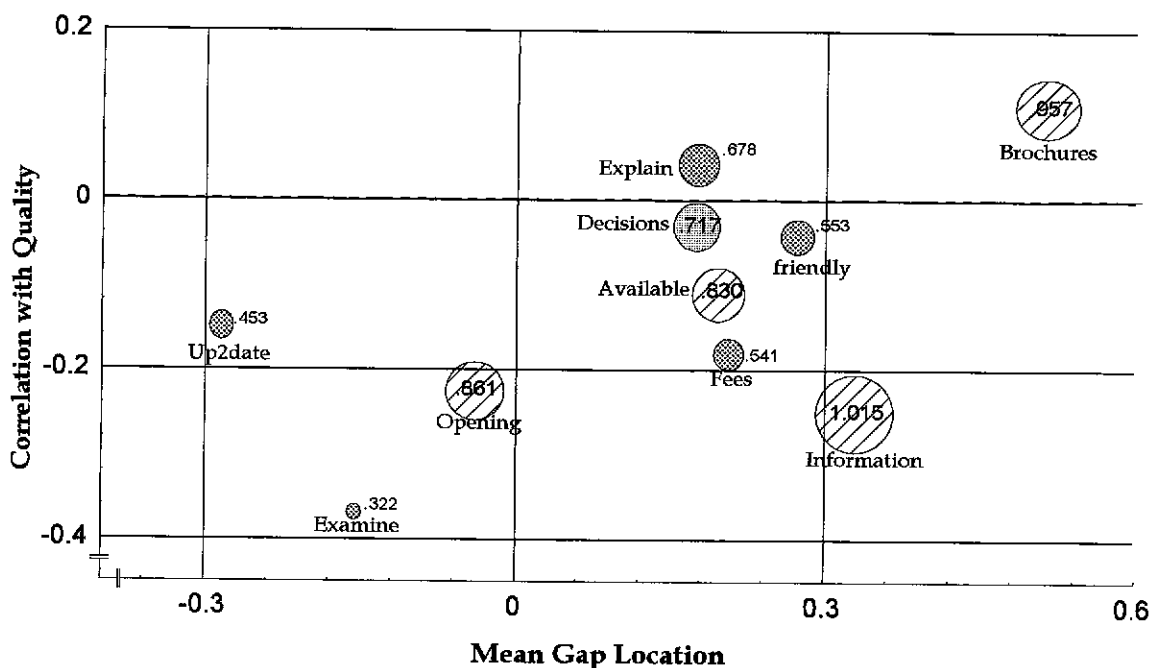 Correlation with Quality
0.2
0
-0.2
-0.4
.957
Brochures
Explain
.678
Decisions
.717
.553
friendly
Available
.830
.453
Up2date
.541
Fees
.861
Opening
1.015
Information
.322
Examine
-0.3
0
0.3
0.6
Mean Gap Location